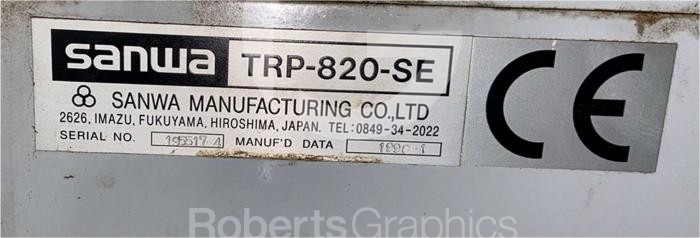 sanwa TRP-820-SE
SANWA MANUFACTURING CO.,LTD
2626, IMAZU, FUKUYAMA, HIROSHIMA, JAPAN. TEL:0849-34-2022
SERIAL NO. MANUF'D DATA
CE
RobertsGraphics